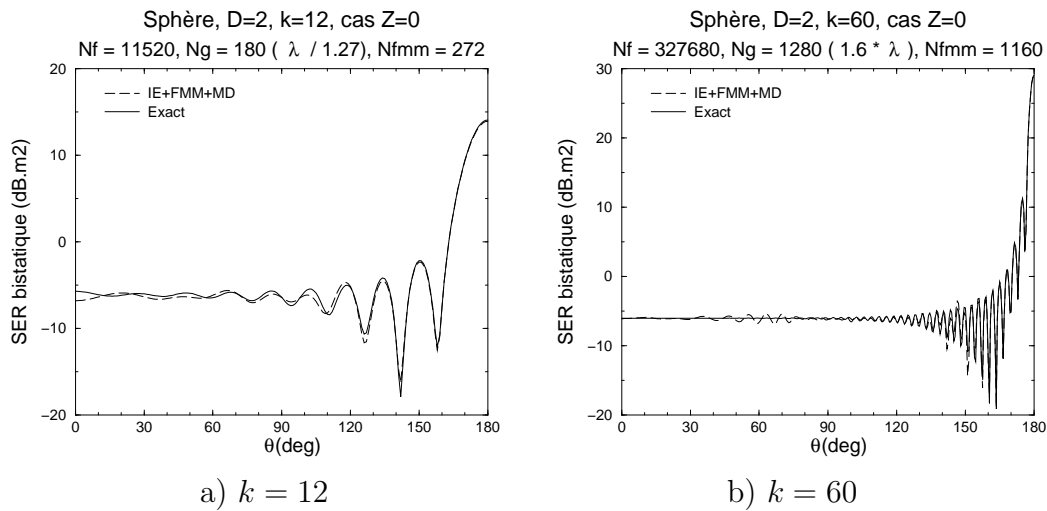 Sphère, D=2, k=12, cas Z=0
Nf = 11520, Ng = 180 ( λ / 1.27), Nfmm = 272
20
10
0
−10
−20
SER bistatique (dB.m2)
IE+FMM+MD
Exact
0 30 60 90 120 150 180
θ(deg)
a) k = 12
Sphère, D=2, k=60, cas Z=0
Nf = 327680, Ng = 1280 ( 1.6 * λ ), Nfmm = 1160
30
20
10
0
−10
−20
SER bistatique (dB.m2)
IE+FMM+MD
Exact
0 30 60 90 120 150 180
θ(deg)
b) k = 60